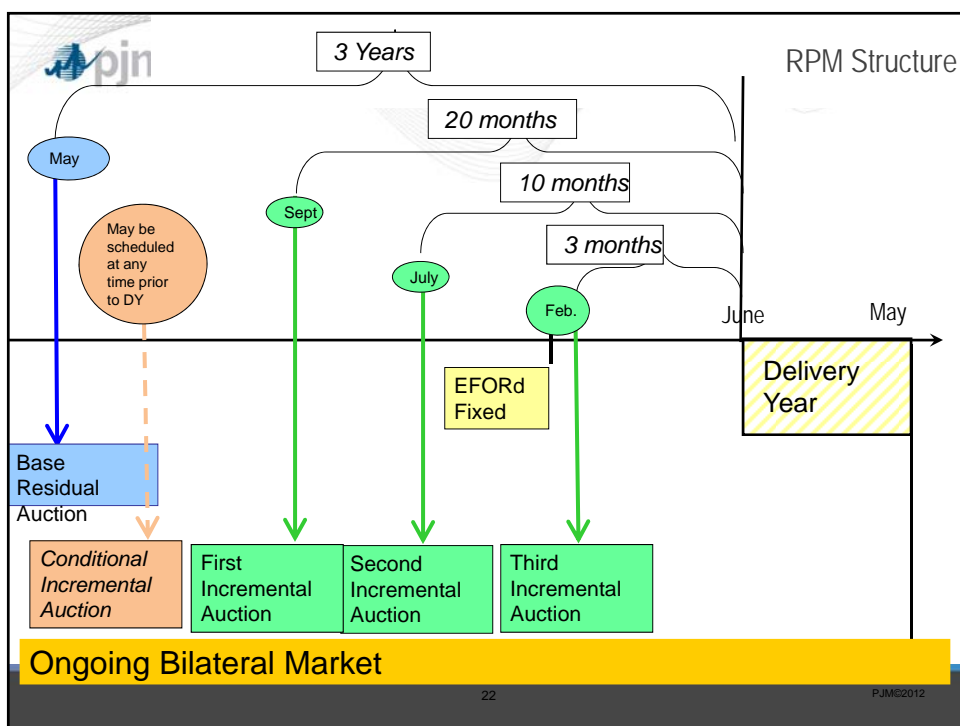 pjm
RPM Structure
3 Years
20 months
10 months
3 months
May
Sept
July
Feb.
May be
scheduled
at any
time prior
to DY
June
May
EFORd
Fixed
Delivery
Year
Base
Residual
Auction
Conditional
Incremental
Auction
First
Incremental
Auction
Second
Incremental
Auction
Third
Incremental
Auction
Ongoing Bilateral Market
22
PJM©2012